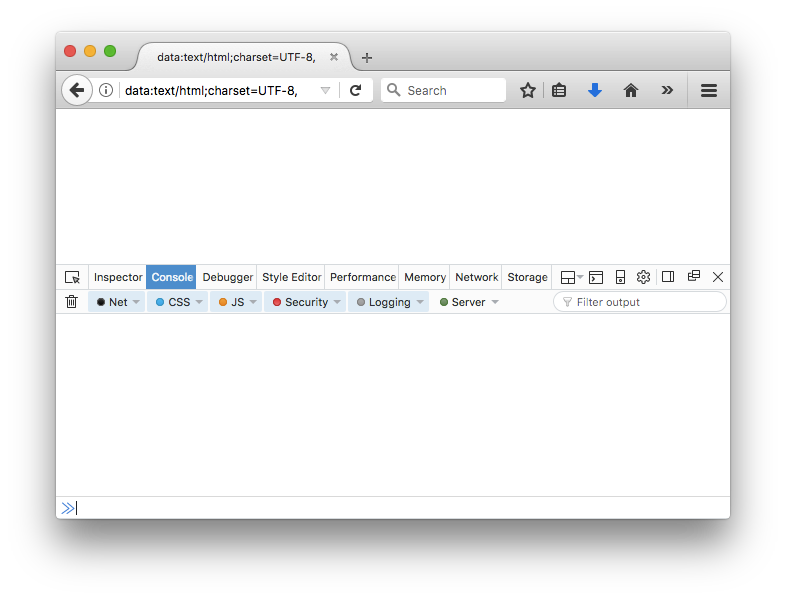 data:text/html;charset=UTF-8,
data:text/html;charset=UTF-8, Search
Inspector Console Debugger Style Editor Performance Memory Network Storage
Net CSS JS Security Logging Server Filter output